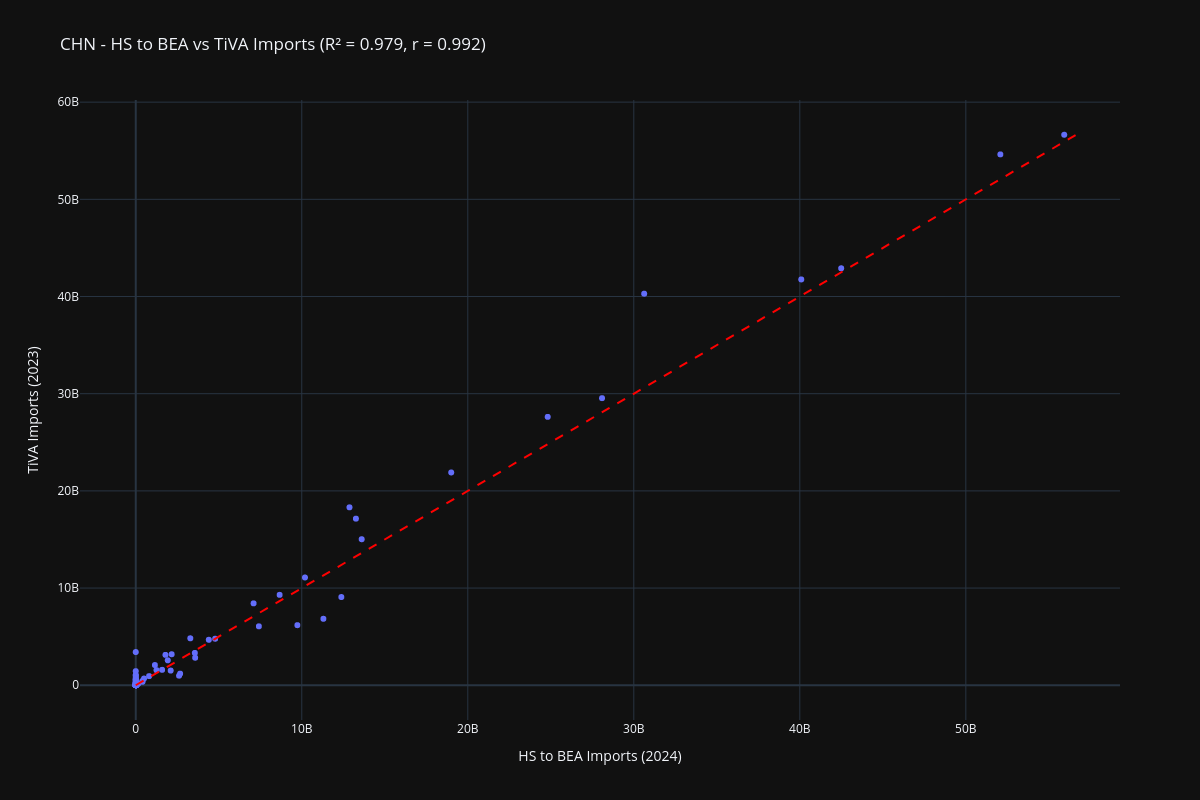 CHN - HS to BEA vs TiVA Imports (R² = 0.979, r = 0.992)
60B
50B
40B
30B
20B
10B
0
TiVA Imports (2023)
0
10B
20B
30B
40B
50B
HS to BEA Imports (2024)